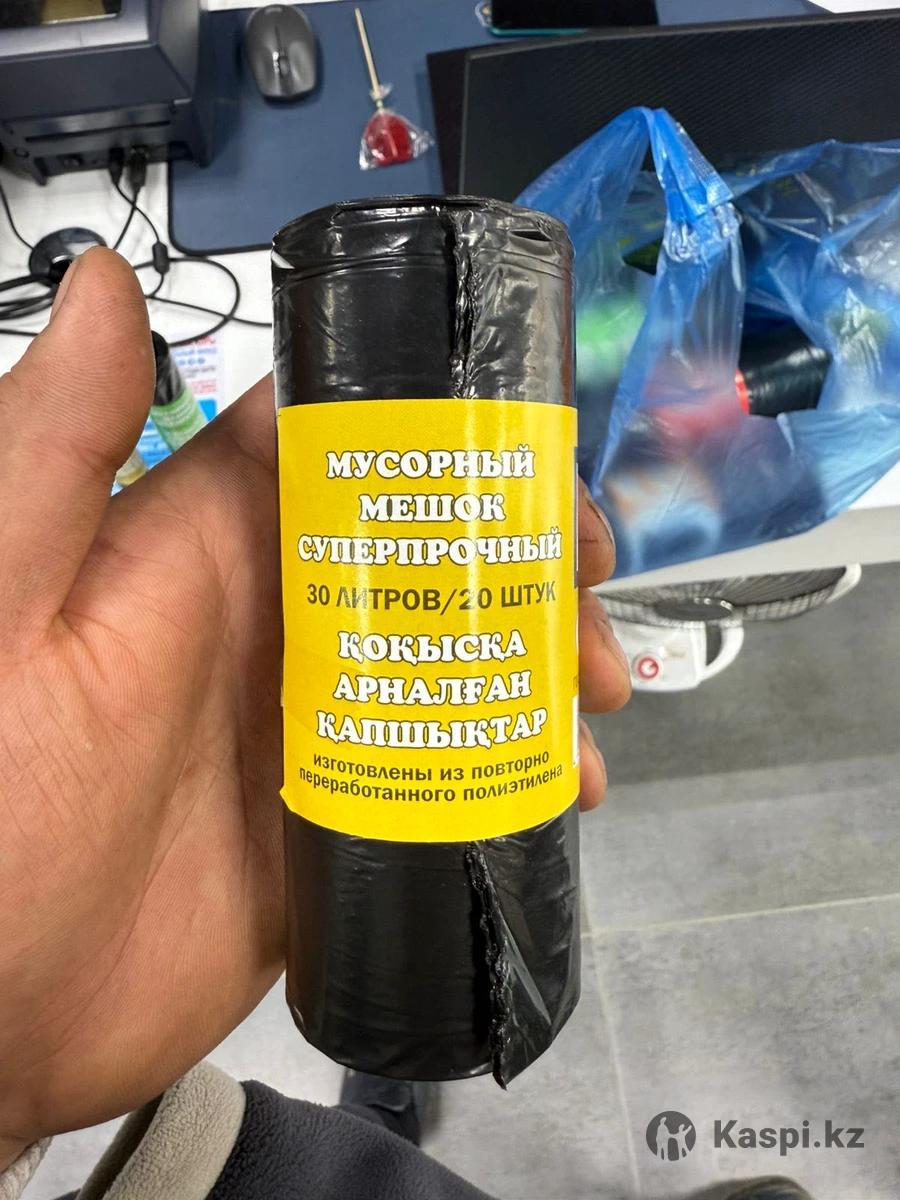 МУСОРНЫЙ
МЕШОК
СУПЕРПРОЧНЫЙ
30 ЛИТРОВ/20 ШТУК
ҚОҚЫСҚА
АРНАЛҒАН
ҚАПШЫҚТАР
ИЗГОТОВЛЕНЫ ИЗ ПОВТОРНО
ПЕРЕРАБОТАННОГО ПОЛИЭТИЛЕНА
Kaspi.kz